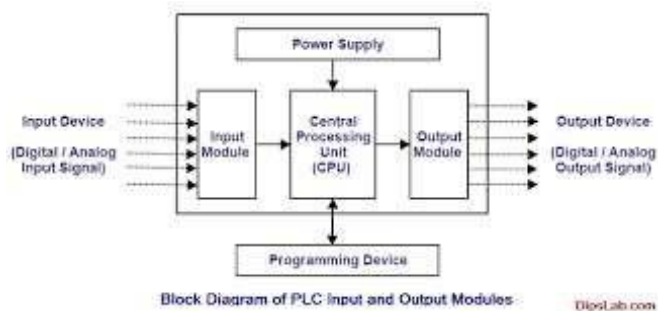 Power Supply
Input Device
(Digital / Analog
Input Signal)
Input
Module
Central
Processing
Unit
(CPU)
Output
Module
Output Device
(Digital / Analog
Output Signal)
Programming Device
Block Diagram of PLC Input and Output Modules
DipsLab.com